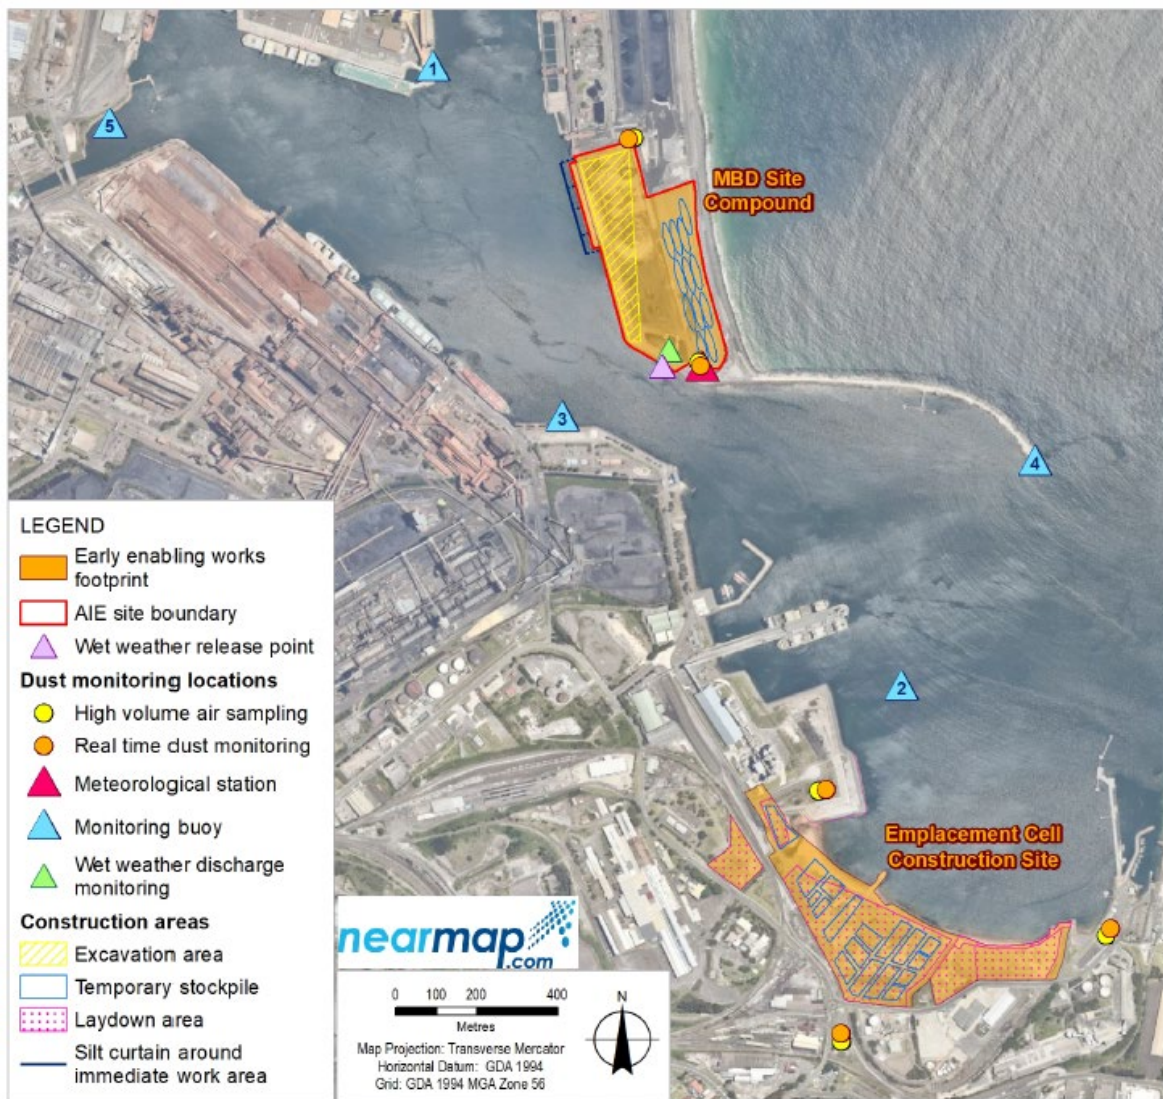 1
5
MBD Site
Compound
3
4
2
Emplacement Cell
Construction Site
LEGEND
Early enabling works
footprint
AIE site boundary
Wet weather release point
Dust monitoring locations
High volume air sampling
Real time dust monitoring
Meteorological station
Monitoring buoy
Wet weather discharge
monitoring
Construction areas
Excavation area
Temporary stockpile
Laydown area
Silt curtain around
immediate work area
nearmap
.com
0 100 200 400
Metres
Map Projection: Transverse Mercator
Horizontal Datum: GDA 1994
Grid: GDA 1994 MGA Zone 56
N